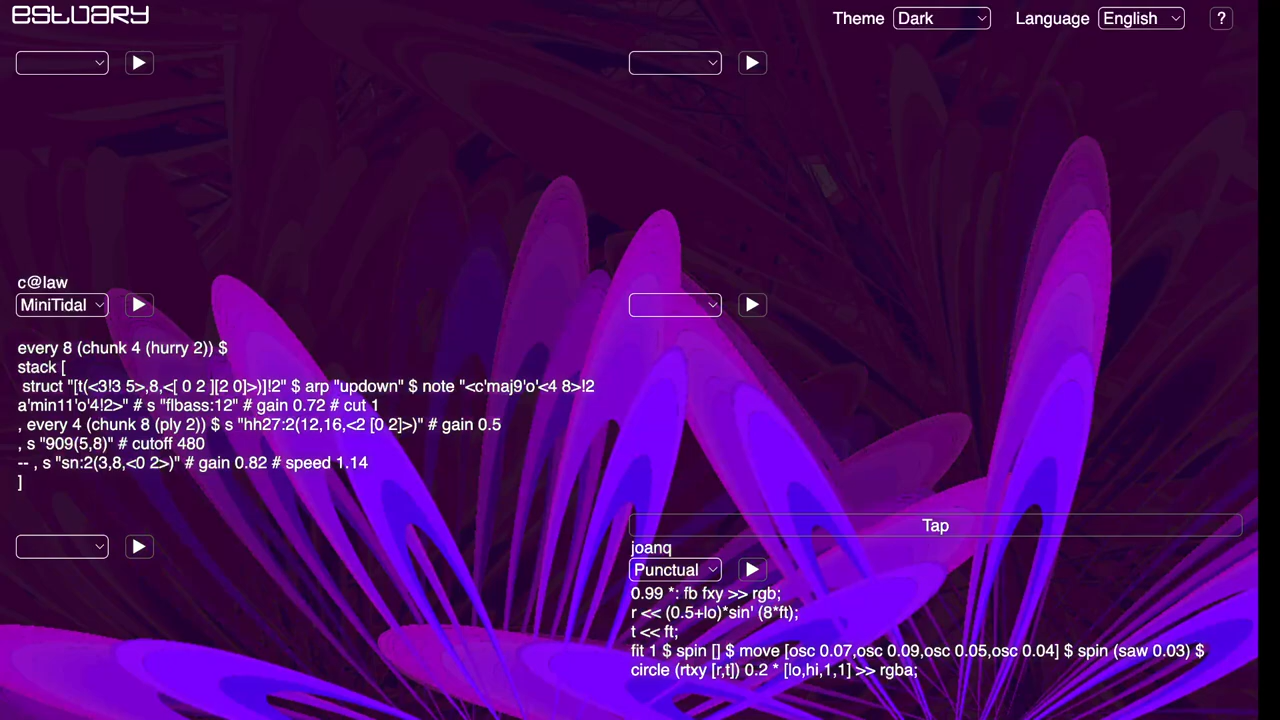 estuary
Theme Dark Language English ?
c@law
MiniTidal
every 8 (chunk 4 (hurry 2)) $
stack [
struct "[t(<3!3 5>,8,<[ 0 2 ][2 0]>)]!2" $ arp "updown" $ note "<c'maj9'o'<4 8>!2
a'min11'o'4!2>" # s "flbass:12" # gain 0.72 # cut 1
, every 4 (chunk 8 (ply 2)) $ s "hh27:2(12,16,<2 [0 2]>)" # gain 0.5
, s "909(5,8)" # cutoff 480
-- , s "sn:2(3,8,<0 2>)" # gain 0.82 # speed 1.14
]
Tap
joanq
Punctual
0.99 *: fb fxy >> rgb;
r << (0.5+lo)*sin' (8*ft);
t << ft;
fit 1 $ spin [] $ move [osc 0.07,osc 0.09,osc 0.05,osc 0.04] $ spin (saw 0.03) $
circle (rtxy [r,t]) 0.2 * [lo,hi,1,1] >> rgba;